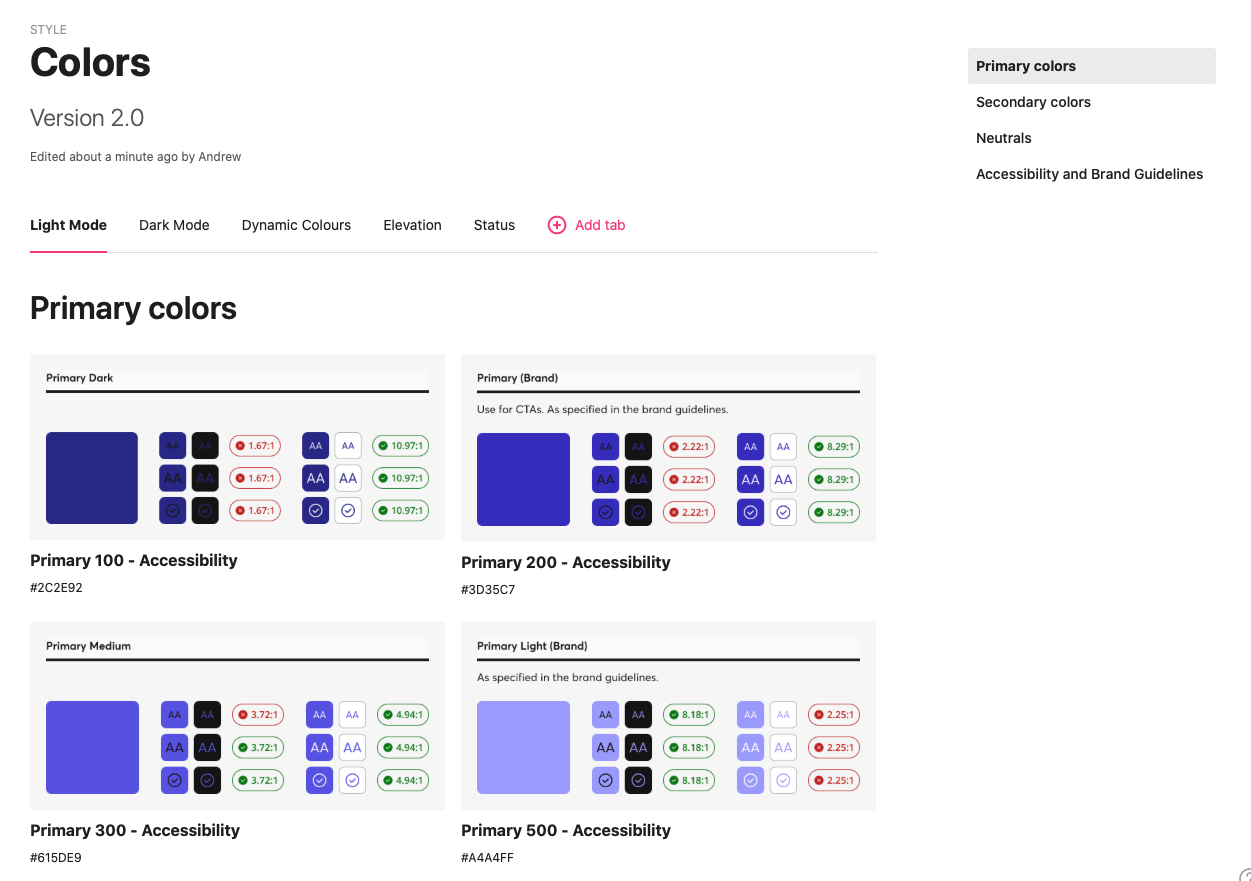 STYLE
Colors
Version 2.0
Edited about a minute ago by Andrew
Primary colors
Secondary colors
Neutrals
Accessibility and Brand Guidelines
Light Mode Dark Mode Dynamic Colours Elevation Status Add tab
Primary colors
Primary Dark
AA AA 1.67:1 AA AA 10.97:1
AA AA 1.67:1 AA AA 10.97:1
1.67:1 10.97:1
Primary 100 - Accessibility
#2C2E92
Primary (Brand)
Use for CTAs. As specified in the brand guidelines.
AA AA 2.22:1 AA AA 8.29:1
AA AA 2.22:1 AA AA 8.29:1
2.22:1 8.29:1
Primary 200 - Accessibility
#3D35C7
Primary Medium
AA AA 3.72:1 AA AA 4.94:1
AA AA 3.72:1 AA AA 4.94:1
3.72:1 4.94:1
Primary 300 - Accessibility
#615DE9
Primary Light (Brand)
As specified in the brand guidelines.
AA AA 8.18:1 AA AA 2.25:1
AA AA 8.18:1 AA AA 2.25:1
8.18:1 2.25:1
Primary 500 - Accessibility
#A4A4FF